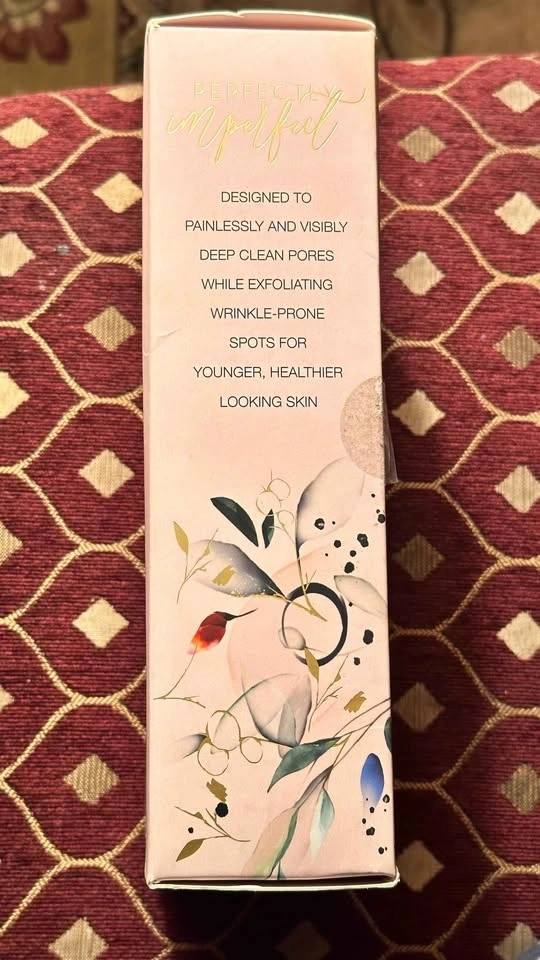 PERFECTLY
imperfect
DESIGNED TO
PAINLESSLY AND VISIBLY
DEEP CLEAN PORES
WHILE EXFOLIATING
WRINKLE-PRONE
SPOTS FOR
YOUNGER, HEALTHIER
LOOKING SKIN